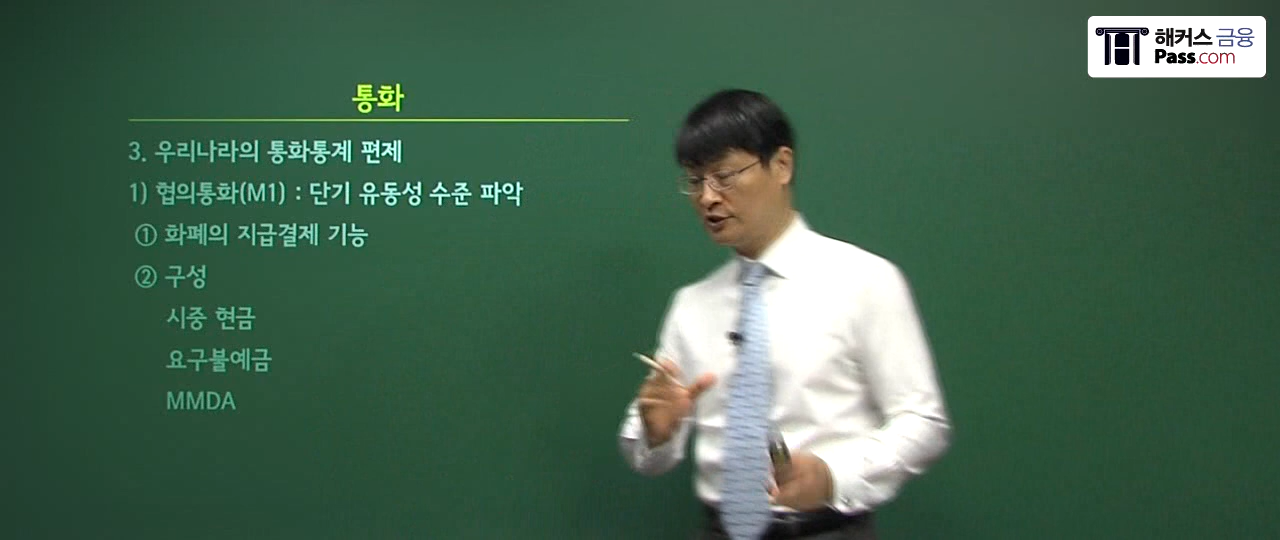 해커스 금융
Pass.com
통화
3. 우리나라의 통화통계 편제
1) 협의통화(M1) : 단기 유동성 수준 파악
① 화폐의 지급결제 기능
② 구성
시중 현금
요구불예금
MMDA